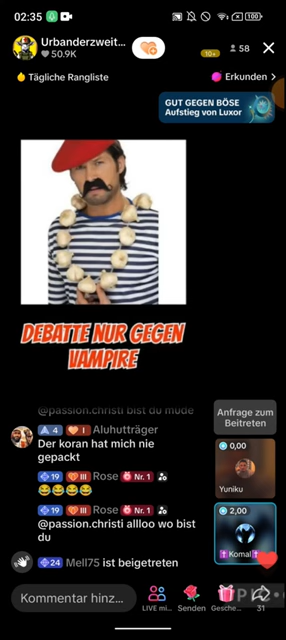 02:35
100
Urbanderzweit...
50.9K
10+
58
Tägliche Rangliste
Erkunden
GUT GEGEN BÖSE
Aufstieg von Luxor
DEBATTE NUR GEGEN
VAMPIRE
@passion.christi bist du müde
4 I Aluhutträger
Der koran hat mich nie
gepackt
19 III Rose Nr. 1
19 III Rose Nr. 1
@passion.christi allloo wo bist
du
24 Mell75 ist beigetreten
Anfrage zum
Beitreten
0,00
Yuniku
2,00
Komal
Kommentar hinz...
LIVE mi...
Senden
Gesche...
31